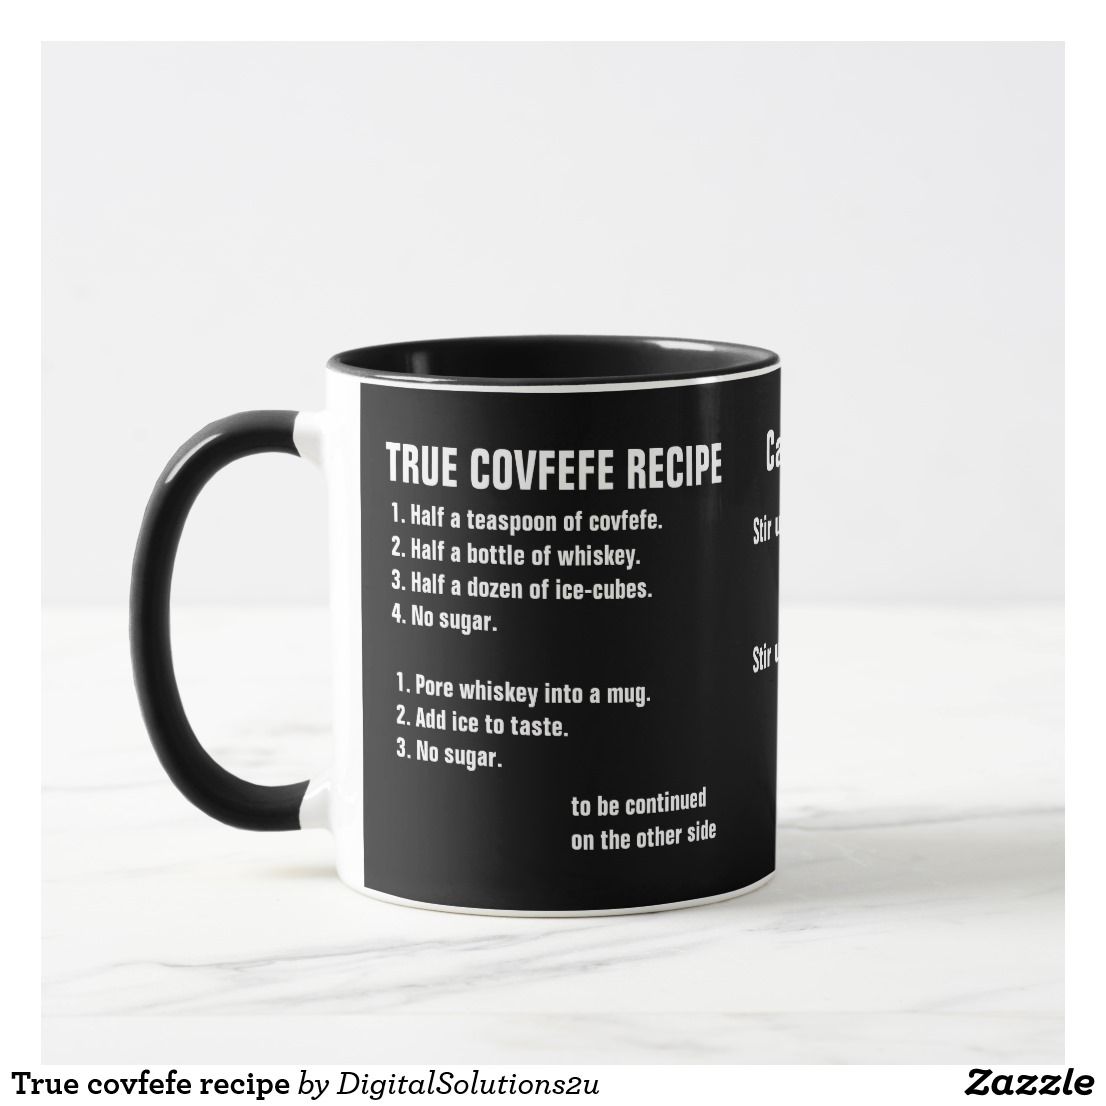 TRUE COVFEFE RECIPE
1. Half a teaspoon of covfefe.
2. Half a bottle of whiskey.
3. Half a dozen of ice-cubes.
4. No sugar.
1. Pore whiskey into a mug.
2. Add ice to taste.
3. No sugar.
to be continued
on the other side
Stir
Stir
True covfefe recipe by DigitalSolutions2u
Zazzle